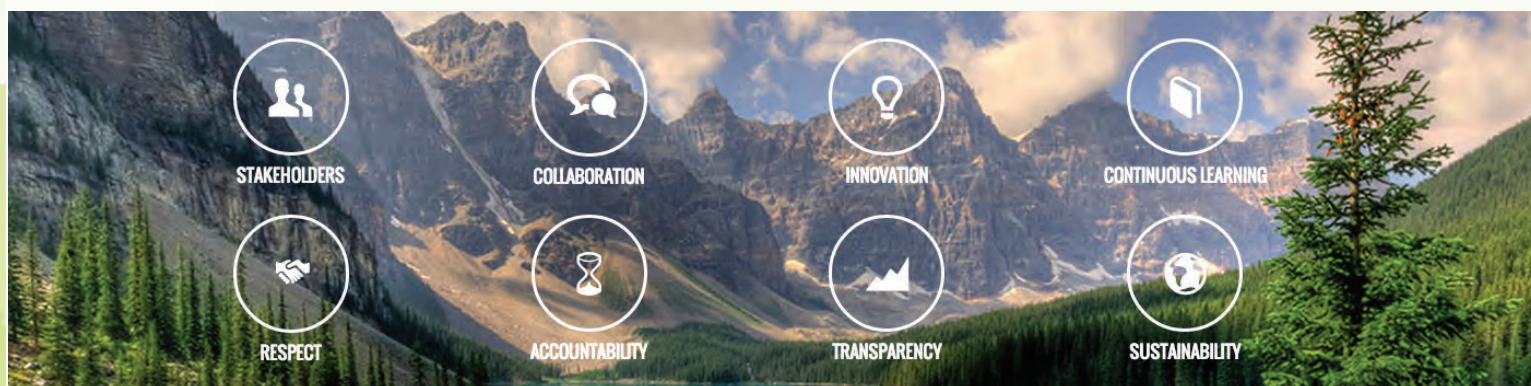 STAKEHOLDERS
COLLABORATION
INNOVATION
CONTINUOUS LEARNING
RESPECT
ACCOUNTABILITY
TRANSPARENCY
SUSTAINABILITY